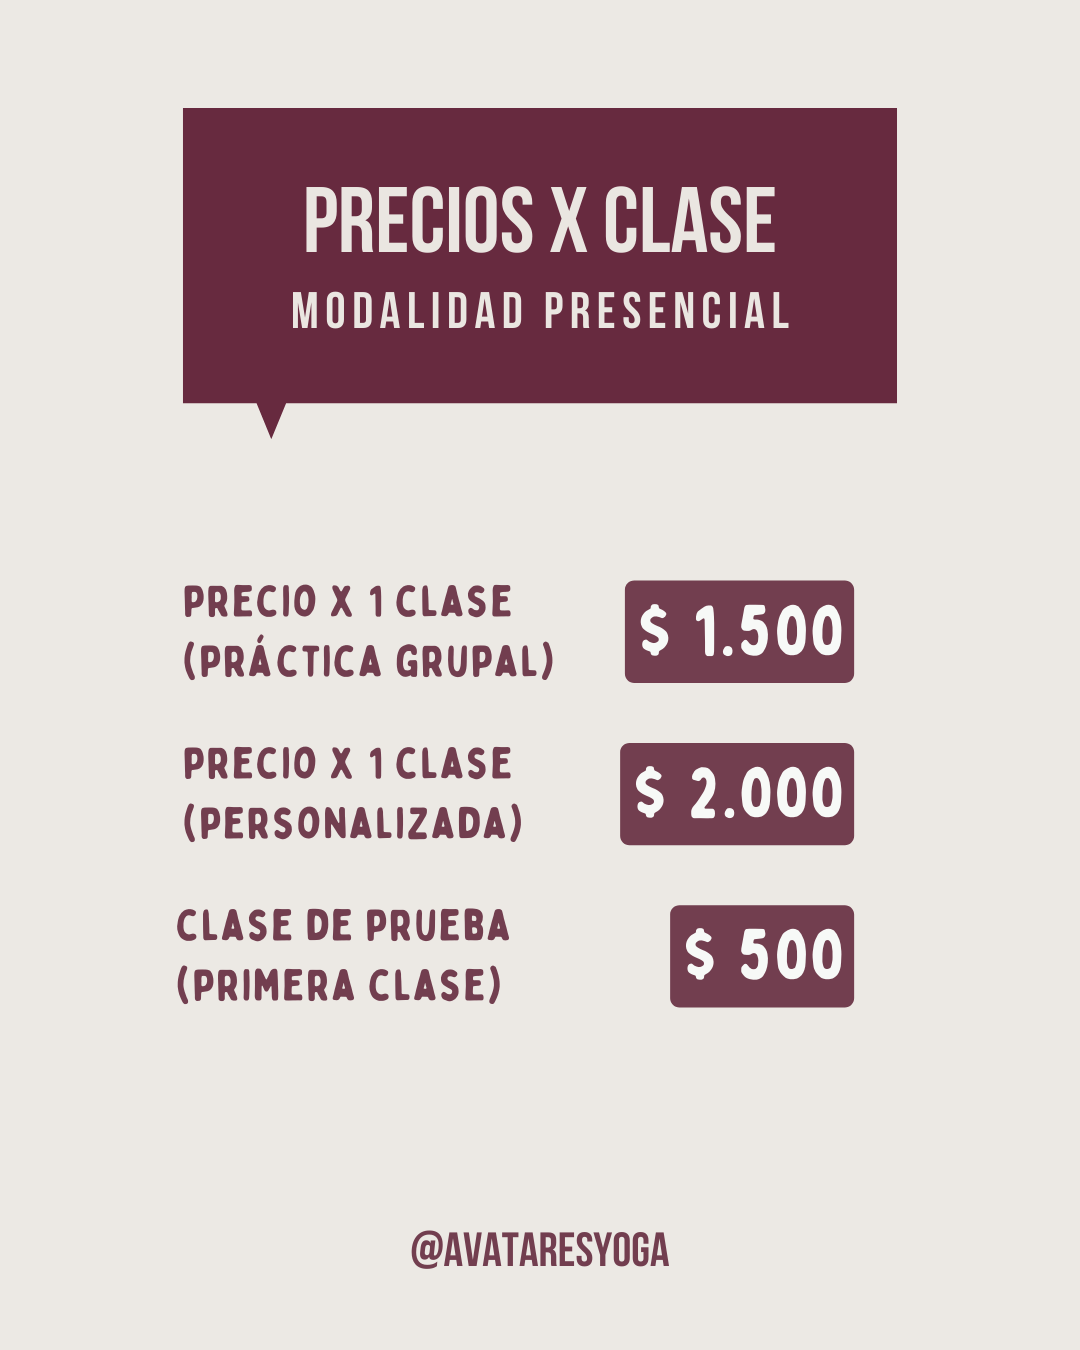 PRECIOS X CLASE
MODALIDAD PRESENCIAL
PRECIO X 1 CLASE
(PRÁCTICA GRUPAL)
$ 1.500
PRECIO X 1 CLASE
(PERSONALIZADA)
$ 2.000
CLASE DE PRUEBA
(PRIMERA CLASE)
$ 500
@AVATARESYOGA